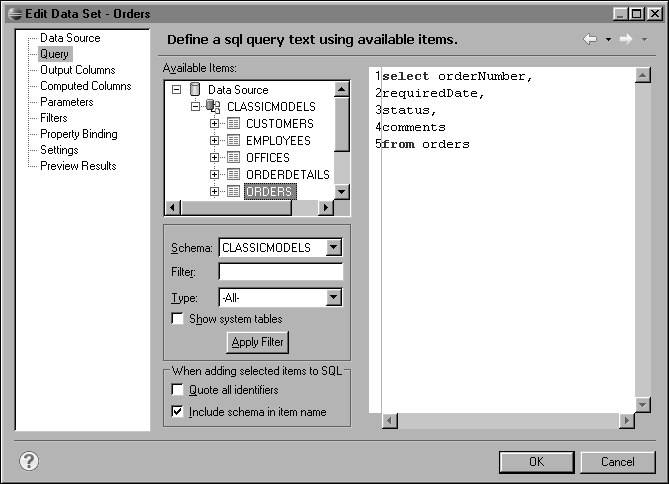 Edit Data Set - Orders
Data Source
Query
Output Columns
Computed Columns
Parameters
Filters
Property Binding
Settings
Preview Results
Define a sql query text using available items.
Available Items:
Data Source
CLASSICMODELS
CUSTOMERS
EMPLOYEES
OFFICES
ORDERDETAILS
ORDERS
Schema: CLASSICMODELS
Filter:
Type: -All-
Show system tables
Apply Filter
When adding selected items to SQL
Quote all identifiers
Include schema in item name
1select orderNumber,
2requiredDate,
3status,
4comments
5from orders
?
OK
Cancel